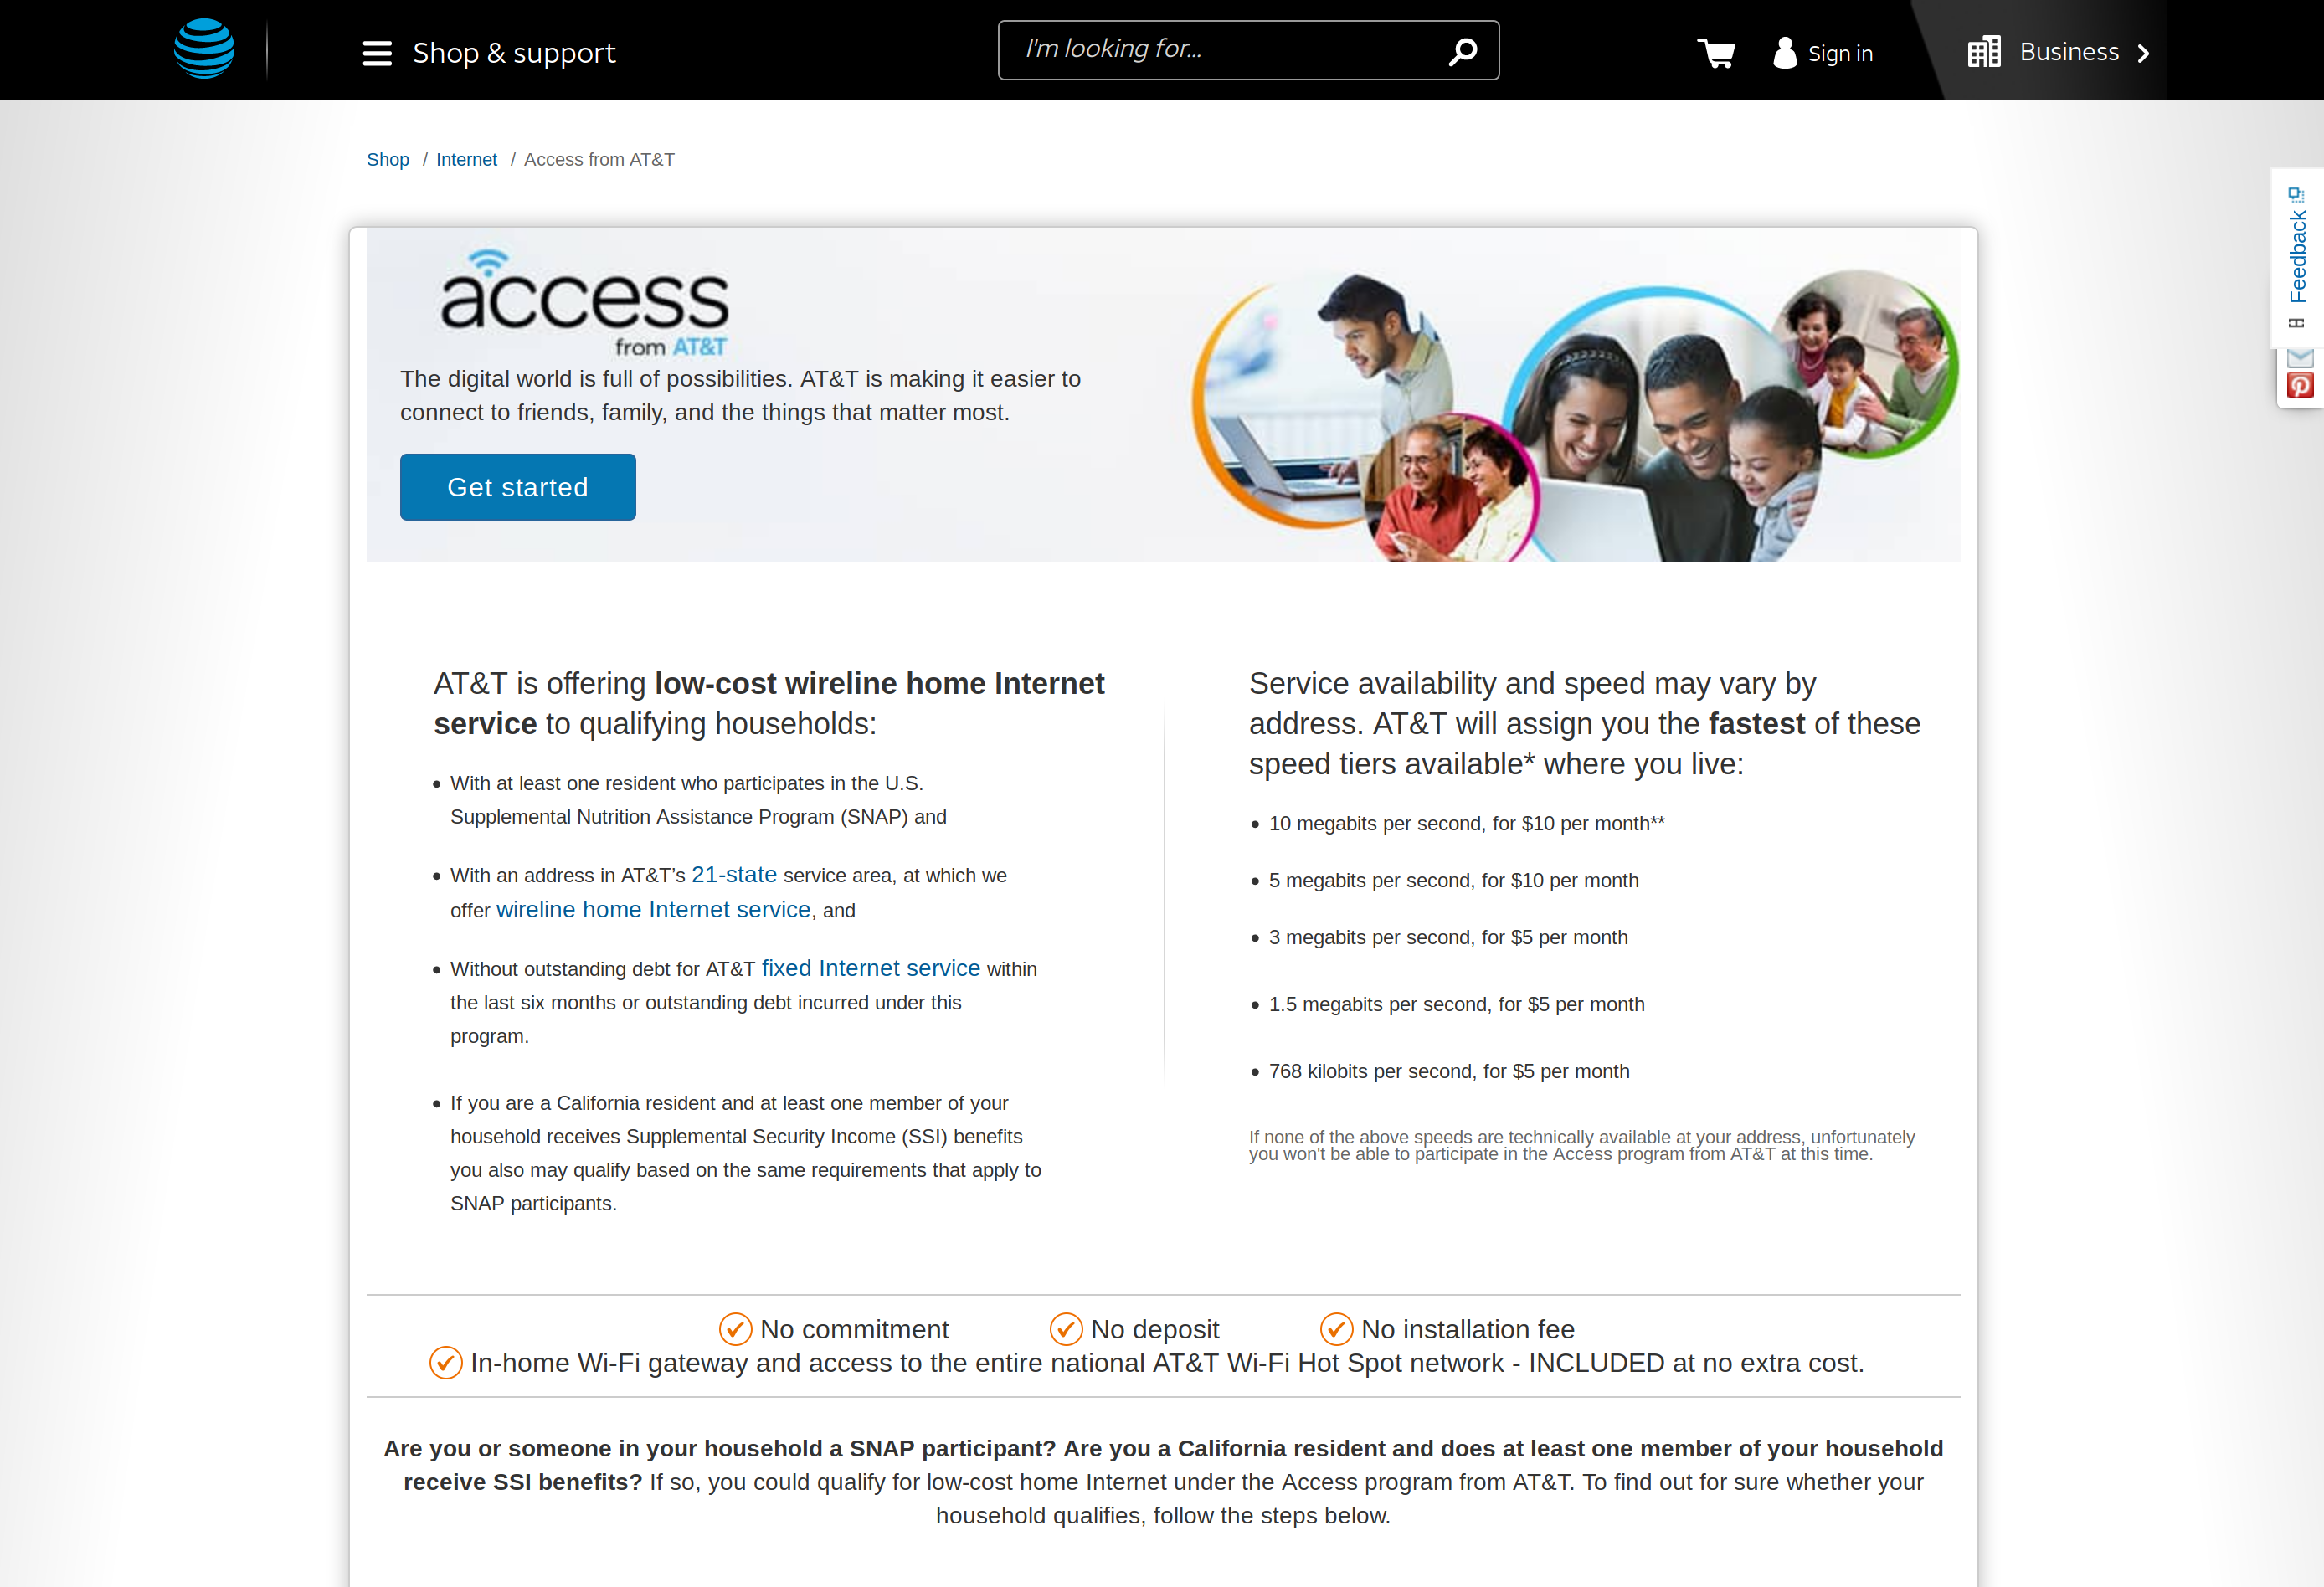 Shop & support
I'm looking for...
Sign in
Business
Shop / Internet / Access from AT&T
Feedback
access
from AT&T
The digital world is full of possibilities. AT&T is making it easier to
connect to friends, family, and the things that matter most.
Get started
AT&T is offering low-cost wireline home Internet
service to qualifying households:
• With at least one resident who participates in the U.S.
Supplemental Nutrition Assistance Program (SNAP) and
• With an address in AT&T’s 21-state service area, at which we
offer wireline home Internet service, and
• Without outstanding debt for AT&T fixed Internet service within
the last six months or outstanding debt incurred under this
program.
• If you are a California resident and at least one member of your
household receives Supplemental Security Income (SSI) benefits
you also may qualify based on the same requirements that apply to
SNAP participants.
Service availability and speed may vary by
address. AT&T will assign you the fastest of these
speed tiers available* where you live:
• 10 megabits per second, for $10 per month**
• 5 megabits per second, for $10 per month
• 3 megabits per second, for $5 per month
• 1.5 megabits per second, for $5 per month
• 768 kilobits per second, for $5 per month
If none of the above speeds are technically available at your address, unfortunately
you won't be able to participate in the Access program from AT&T at this time.
No commitment No deposit No installation fee
In-home Wi-Fi gateway and access to the entire national AT&T Wi-Fi Hot Spot network - INCLUDED at no extra cost.
Are you or someone in your household a SNAP participant? Are you a California resident and does at least one member of your household
receive SSI benefits? If so, you could qualify for low-cost home Internet under the Access program from AT&T. To find out for sure whether your
household qualifies, follow the steps below.